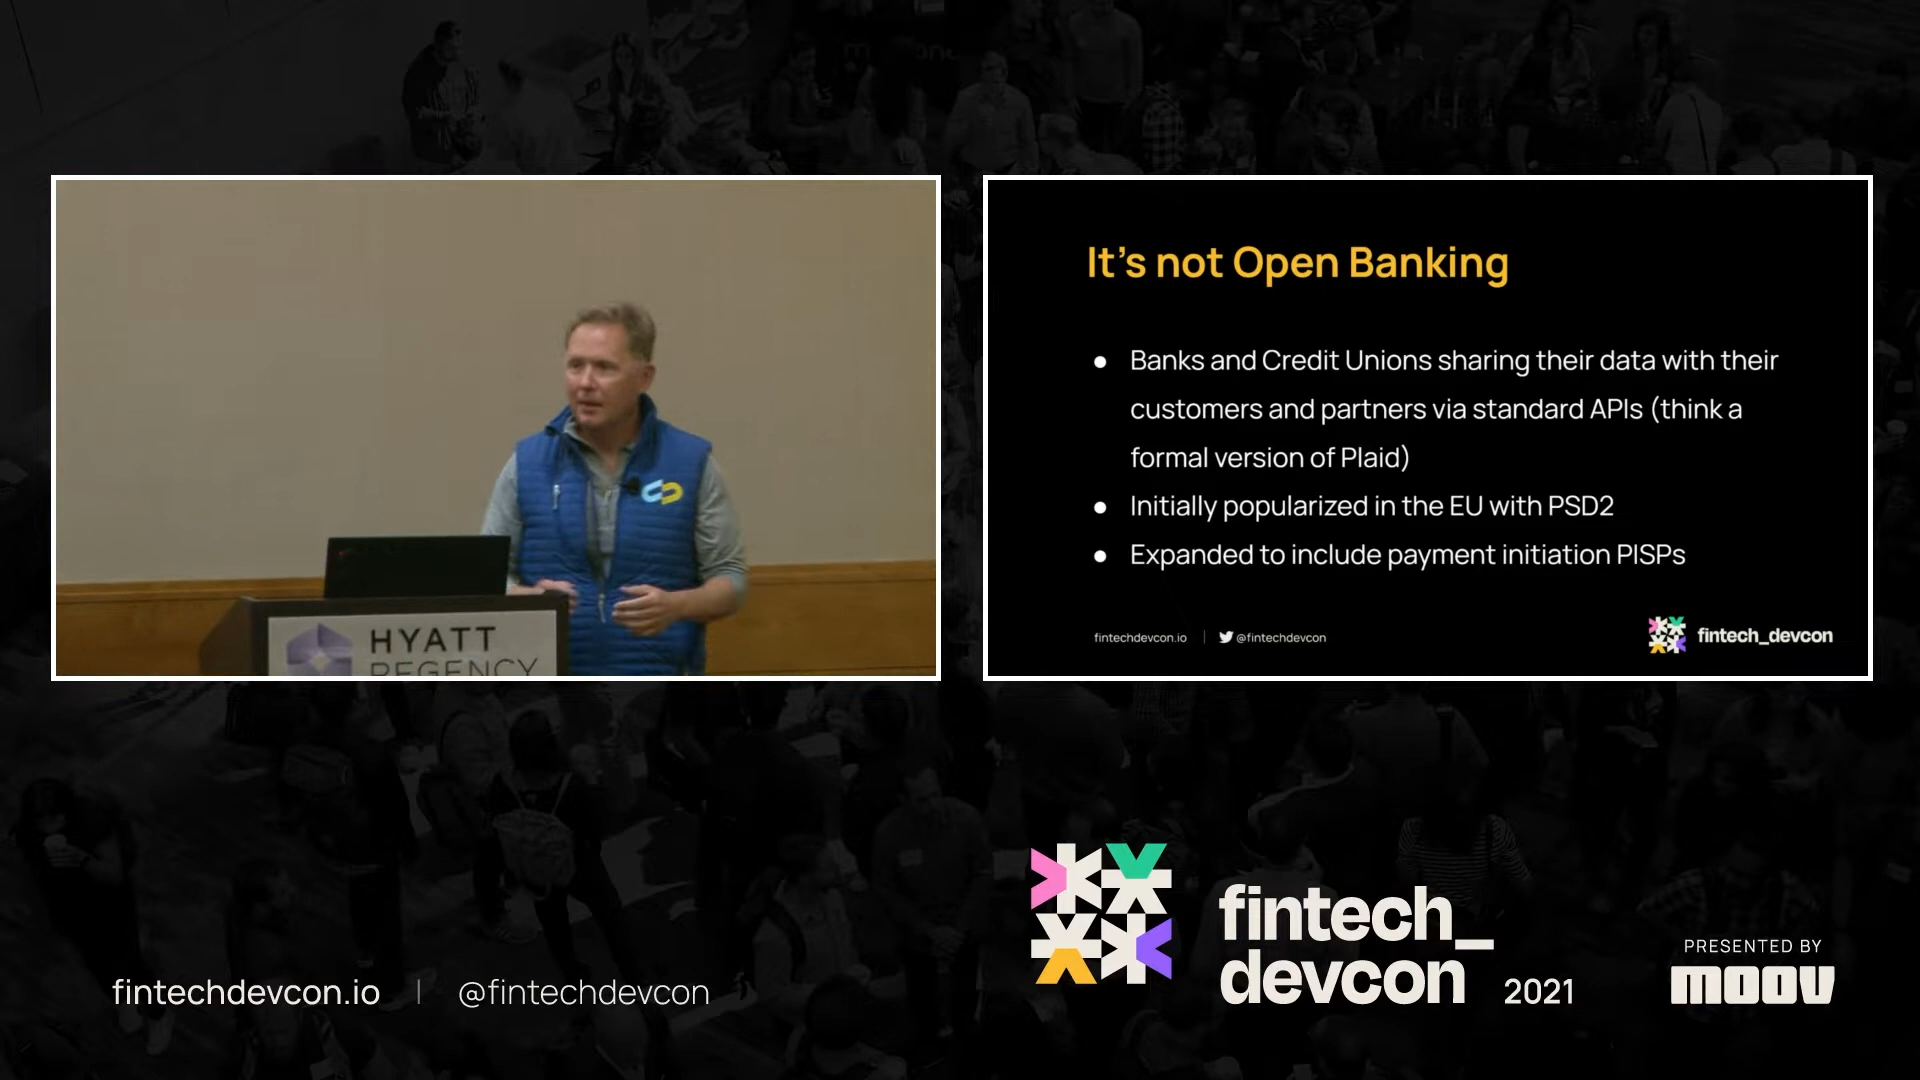 HYATT
REGENCY
It's not Open Banking
● Banks and Credit Unions sharing their data with their
customers and partners via standard APIs (think a
formal version of Plaid)
● Initially popularized in the EU with PSD2
● Expanded to include payment initiation PISPs
fintechdevcon.io | @fintechdevcon
fintech_devcon
fintechdevcon.io | @fintechdevcon
fintech_
devcon 2021
PRESENTED BY
moov